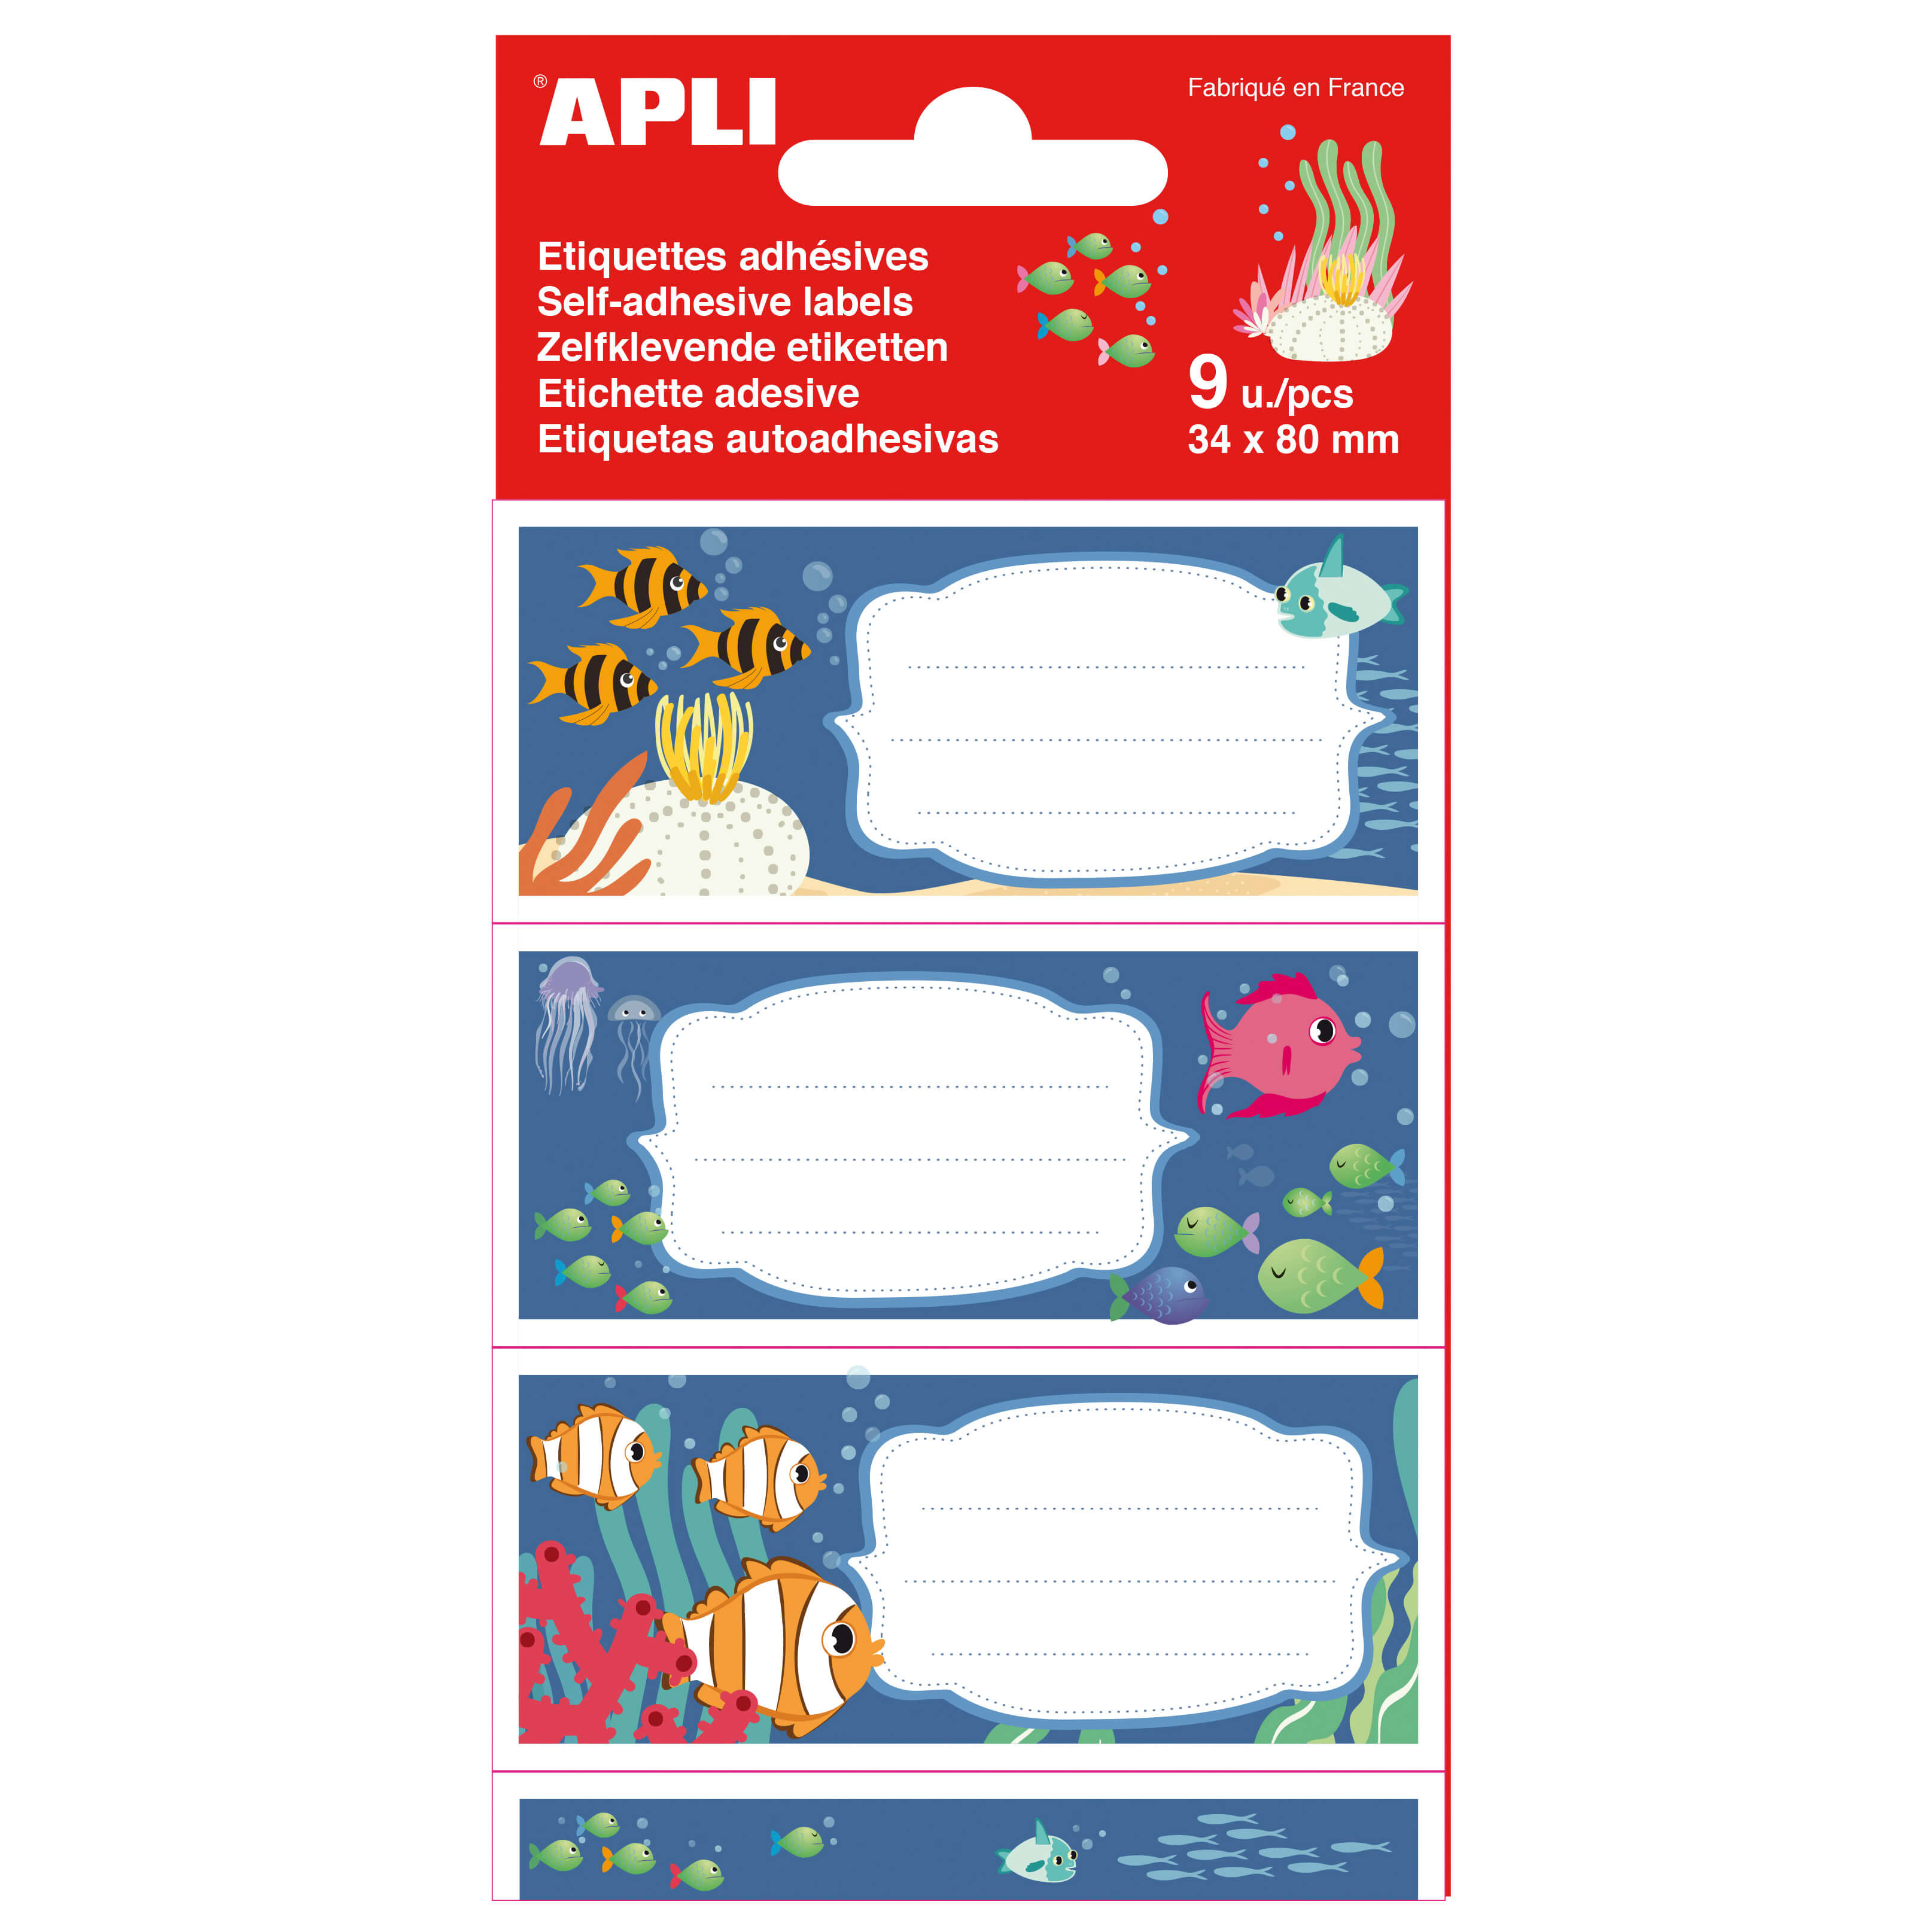 ® APLI
Fabriqué en France
Etiquettes adhésives
Self-adhesive labels
Zelfklevende etiketten
Etichette adesive
Etiquetas autoadhesivas
9 u./pcs
34 x 80 mm